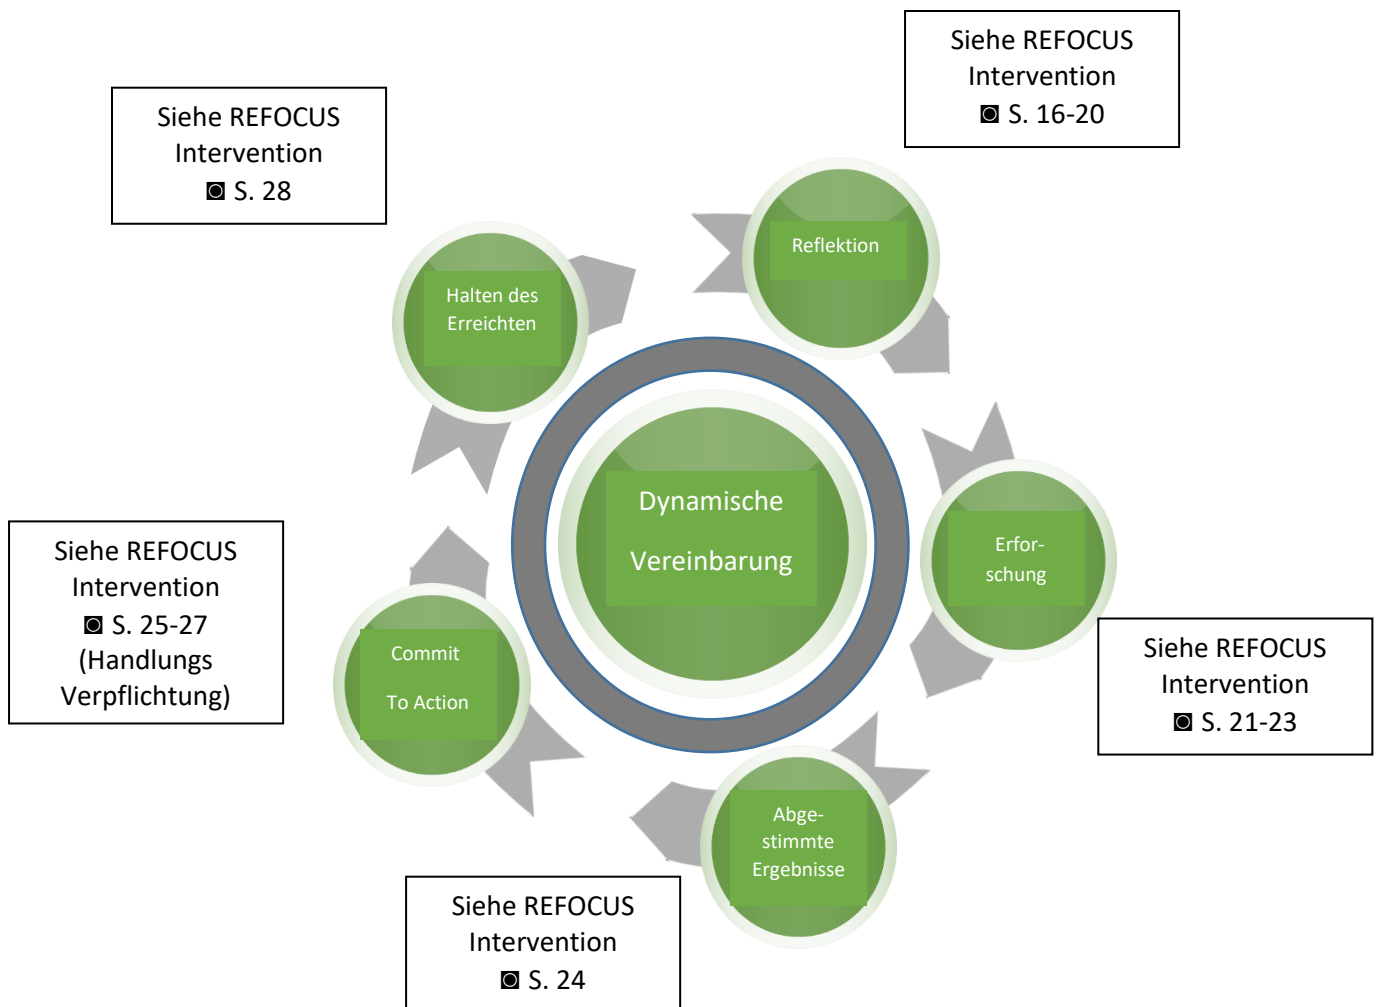 Siehe REFOCUS
Intervention
◙ S. 16-20
Siehe REFOCUS
Intervention
◙ S. 28
Reflektion
Halten des
Erreichten
Dynamische
Vereinbarung
Erfor-
schung
Siehe REFOCUS
Intervention
◙ S. 25-27
(Handlungs
Verpflichtung)
Commit
To Action
Siehe REFOCUS
Intervention
◙ S. 21-23
Abge-
stimmte
Ergebnisse
Siehe REFOCUS
Intervention
◙ S. 24